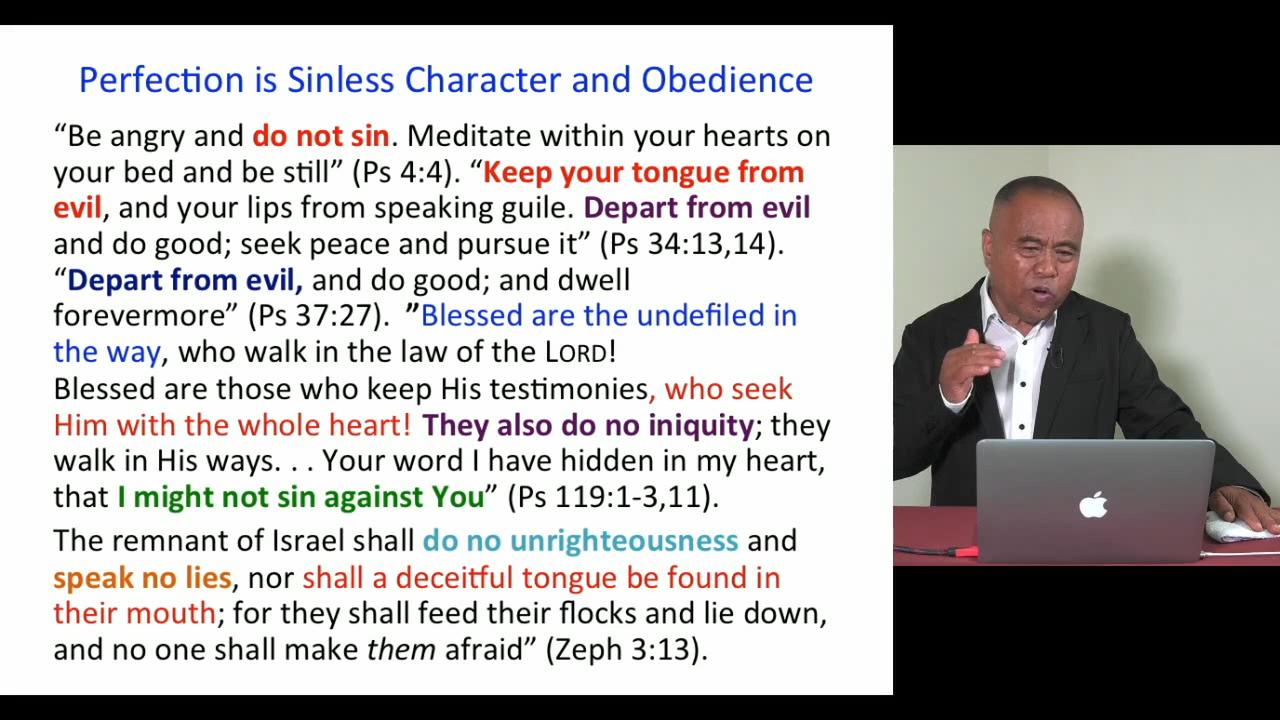 Perfection is Sinless Character and Obedience
“Be angry and do not sin. Meditate within your hearts on
your bed and be still” (Ps 4:4). “Keep your tongue from
evil, and your lips from speaking guile. Depart from evil
and do good; seek peace and pursue it” (Ps 34:13,14).
“Depart from evil, and do good; and dwell
forevermore” (Ps 37:27). ”Blessed are the undefiled in
the way, who walk in the law of the LORD!
Blessed are those who keep His testimonies, who seek
Him with the whole heart! They also do no iniquity; they
walk in His ways. . . Your word I have hidden in my heart,
that I might not sin against You” (Ps 119:1-3,11).
The remnant of Israel shall do no unrighteousness and
speak no lies, nor shall a deceitful tongue be found in
their mouth; for they shall feed their flocks and lie down,
and no one shall make them afraid” (Zeph 3:13).